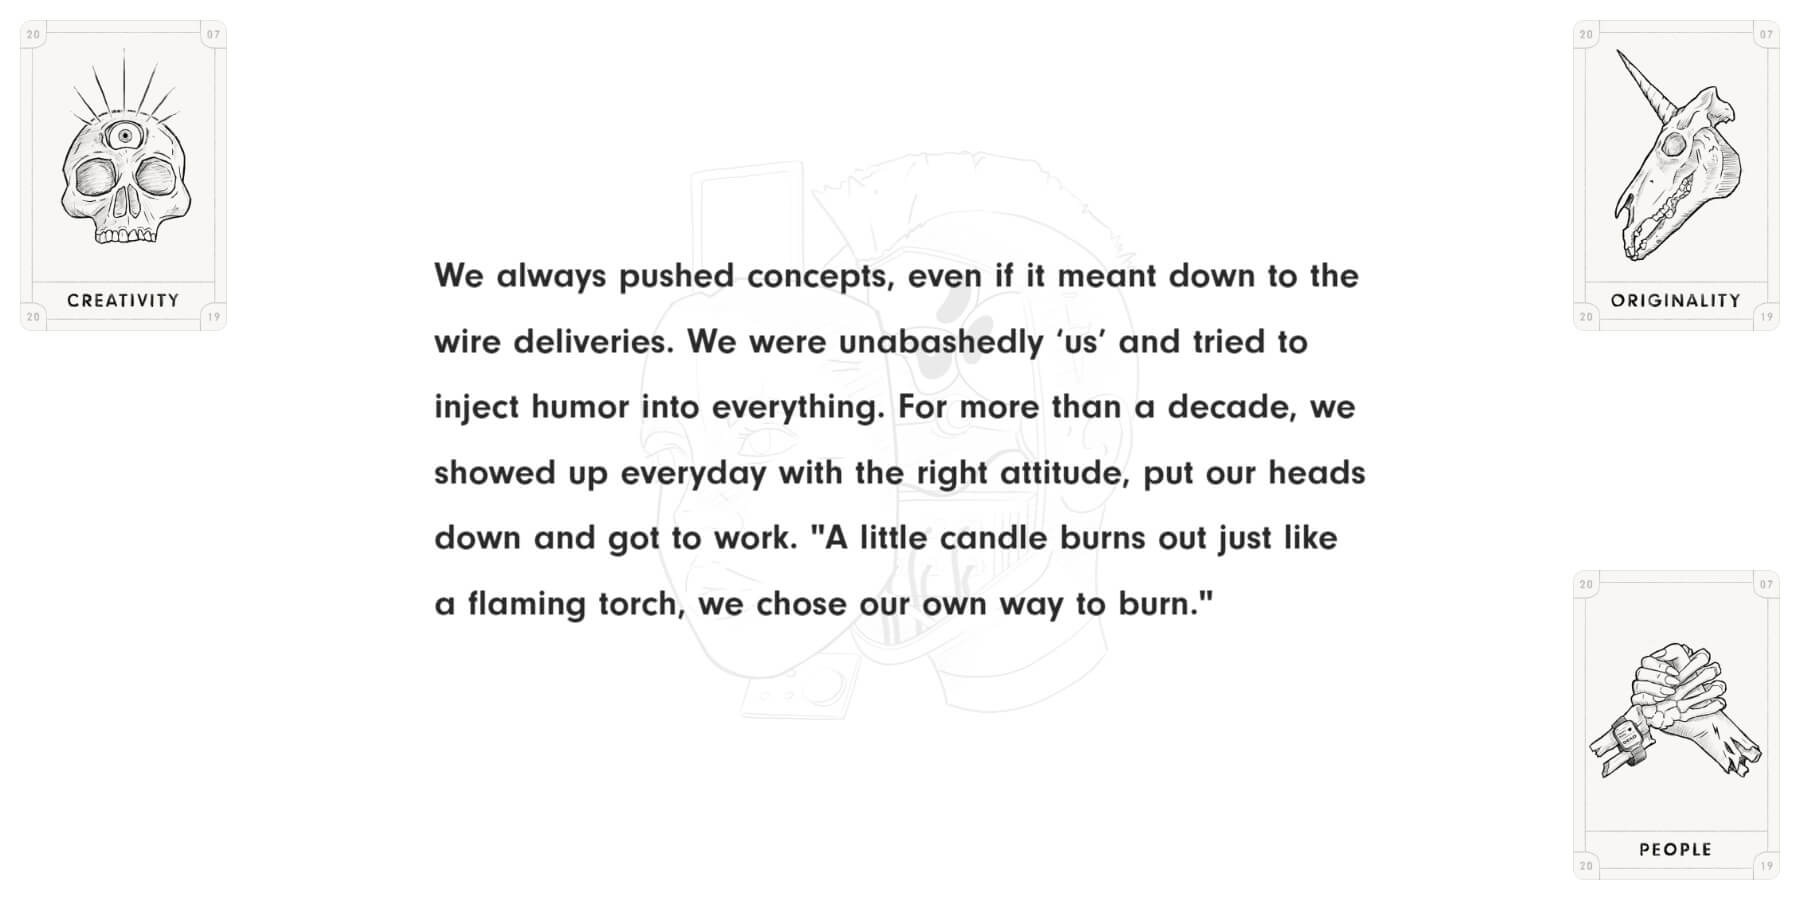 20 07
CREATIVITY
20 19
20 07
ORIGINALITY
20 19
We always pushed concepts, even if it meant down to the
wire deliveries. We were unabashedly ‘us’ and tried to
inject humor into everything. For more than a decade, we
showed up everyday with the right attitude, put our heads
down and got to work. "A little candle burns out just like
a flaming torch, we chose our own way to burn."
20 07
PEOPLE
20 19